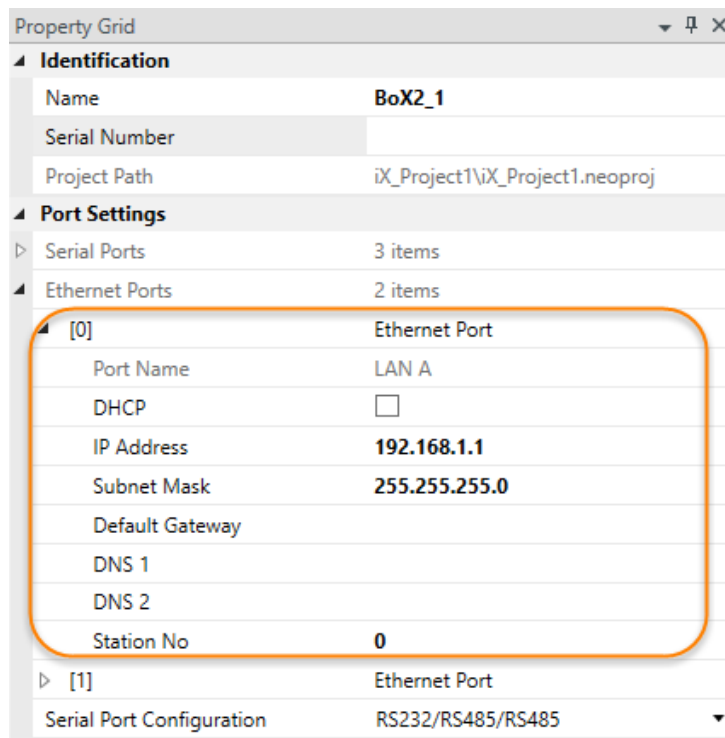 Property Grid
Identification
Name BoX2_1
Serial Number
Project Path iX_Project1\iX_Project1.neoproj
Port Settings
Serial Ports 3 items
Ethernet Ports 2 items
[0] Ethernet Port
Port Name LAN A
DHCP
IP Address 192.168.1.1
Subnet Mask 255.255.255.0
Default Gateway
DNS 1
DNS 2
Station No 0
[1] Ethernet Port
Serial Port Configuration RS232/RS485/RS485